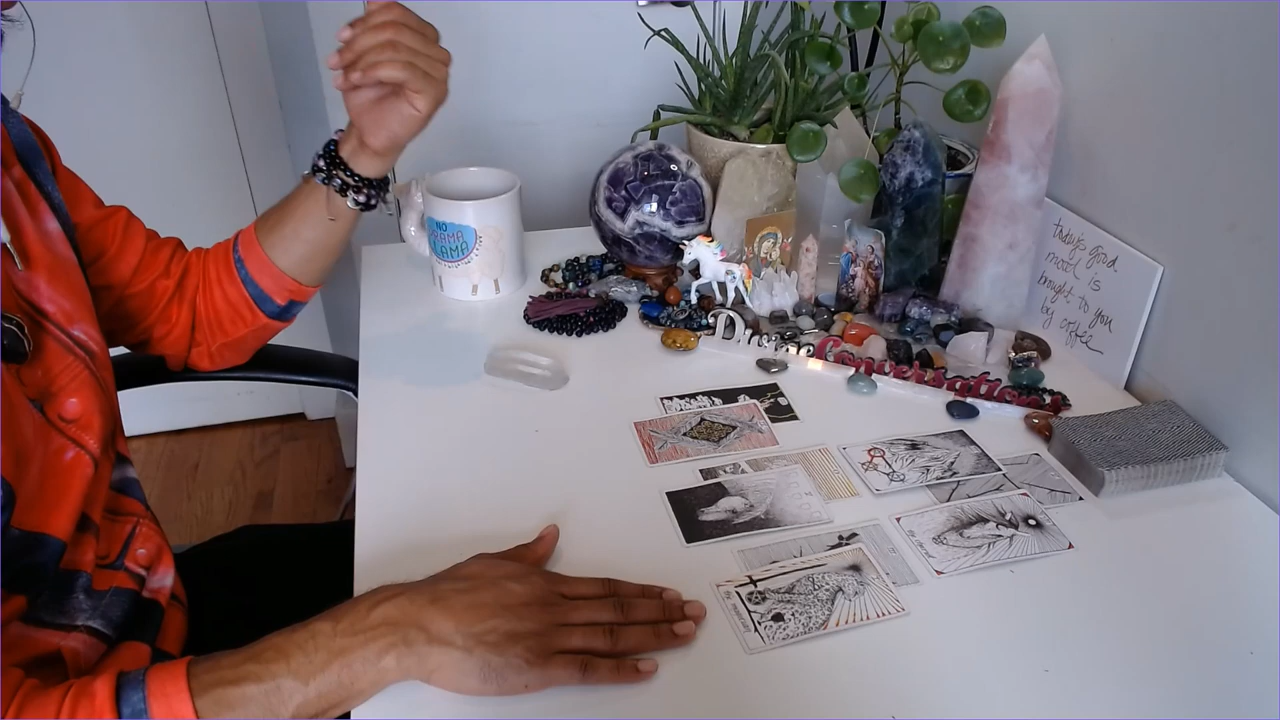 NO
DRAMA
LLAMA
today's good
mood is
brought to you
by coffee
Divine Conversations